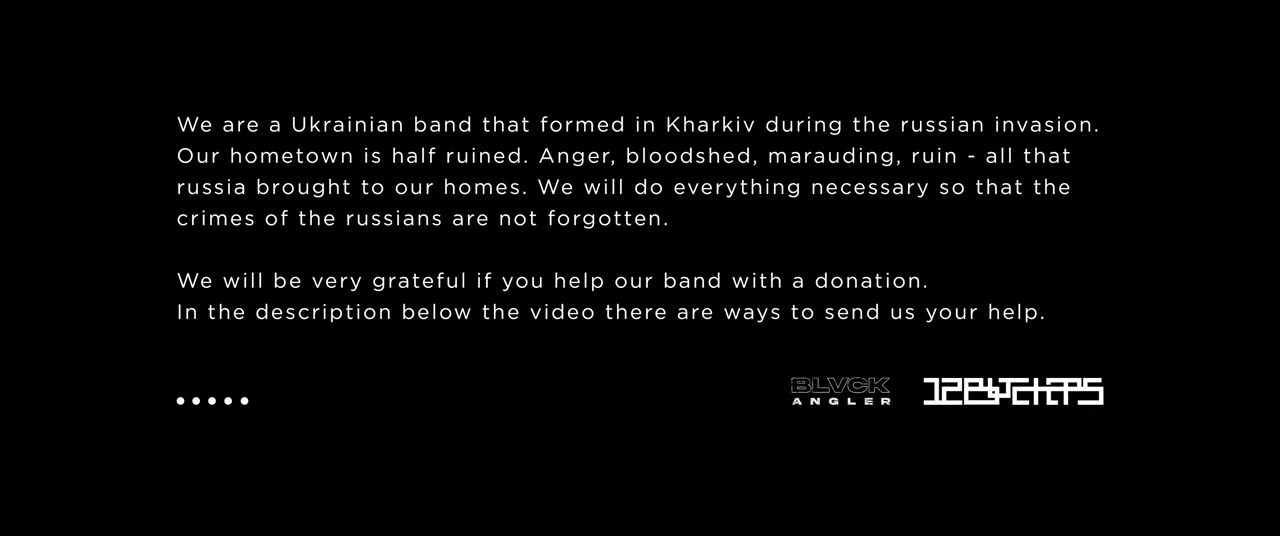 We are a Ukrainian band that formed in Kharkiv during the russian invasion.
Our hometown is half ruined. Anger, bloodshed, marauding, ruin - all that
russia brought to our homes. We will do everything necessary so that the
crimes of the russians are not forgotten.
We will be very grateful if you help our band with a donation.
In the description below the video there are ways to send us your help.
BLVCK
ANGLER